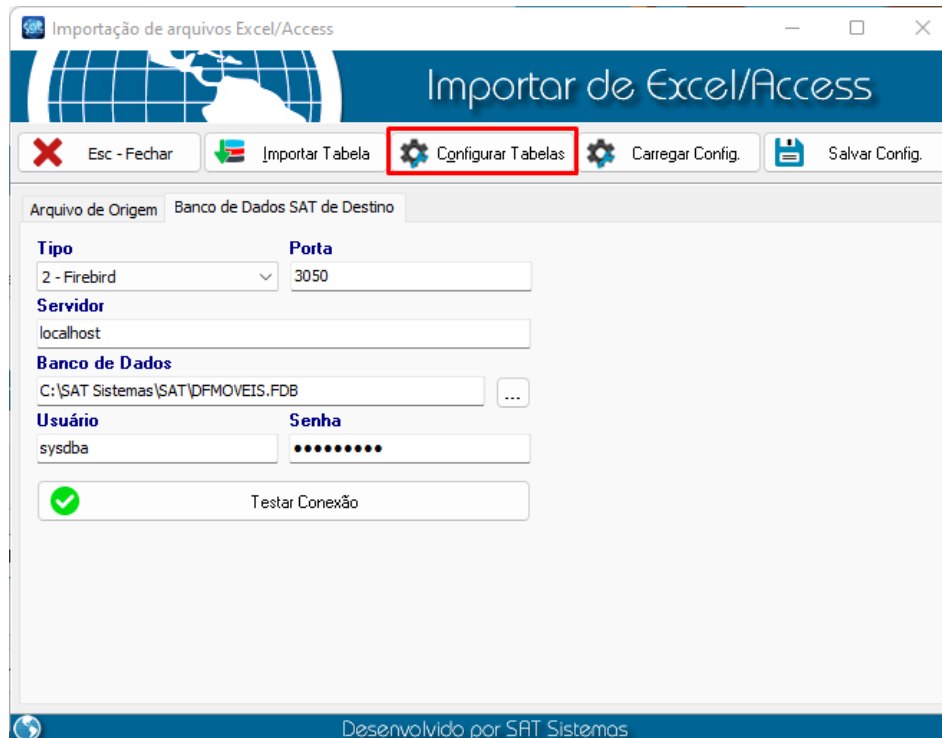 Importação de arquivos Excel/Access
Importar de Excel/Access
Esc - Fechar Importar Tabela Configurar Tabelas Carregar Config. Salvar Config.
Arquivo de Origem Banco de Dados SAT de Destino
Tipo Porta
2 - Firebird 3050
Servidor
localhost
Banco de Dados
C:\SAT Sistemas\SAT\DFMOVEIS.FDB ...
Usuário Senha
sysdba •••••••••
Testar Conexão
Desenvolvido por SAT Sistemas